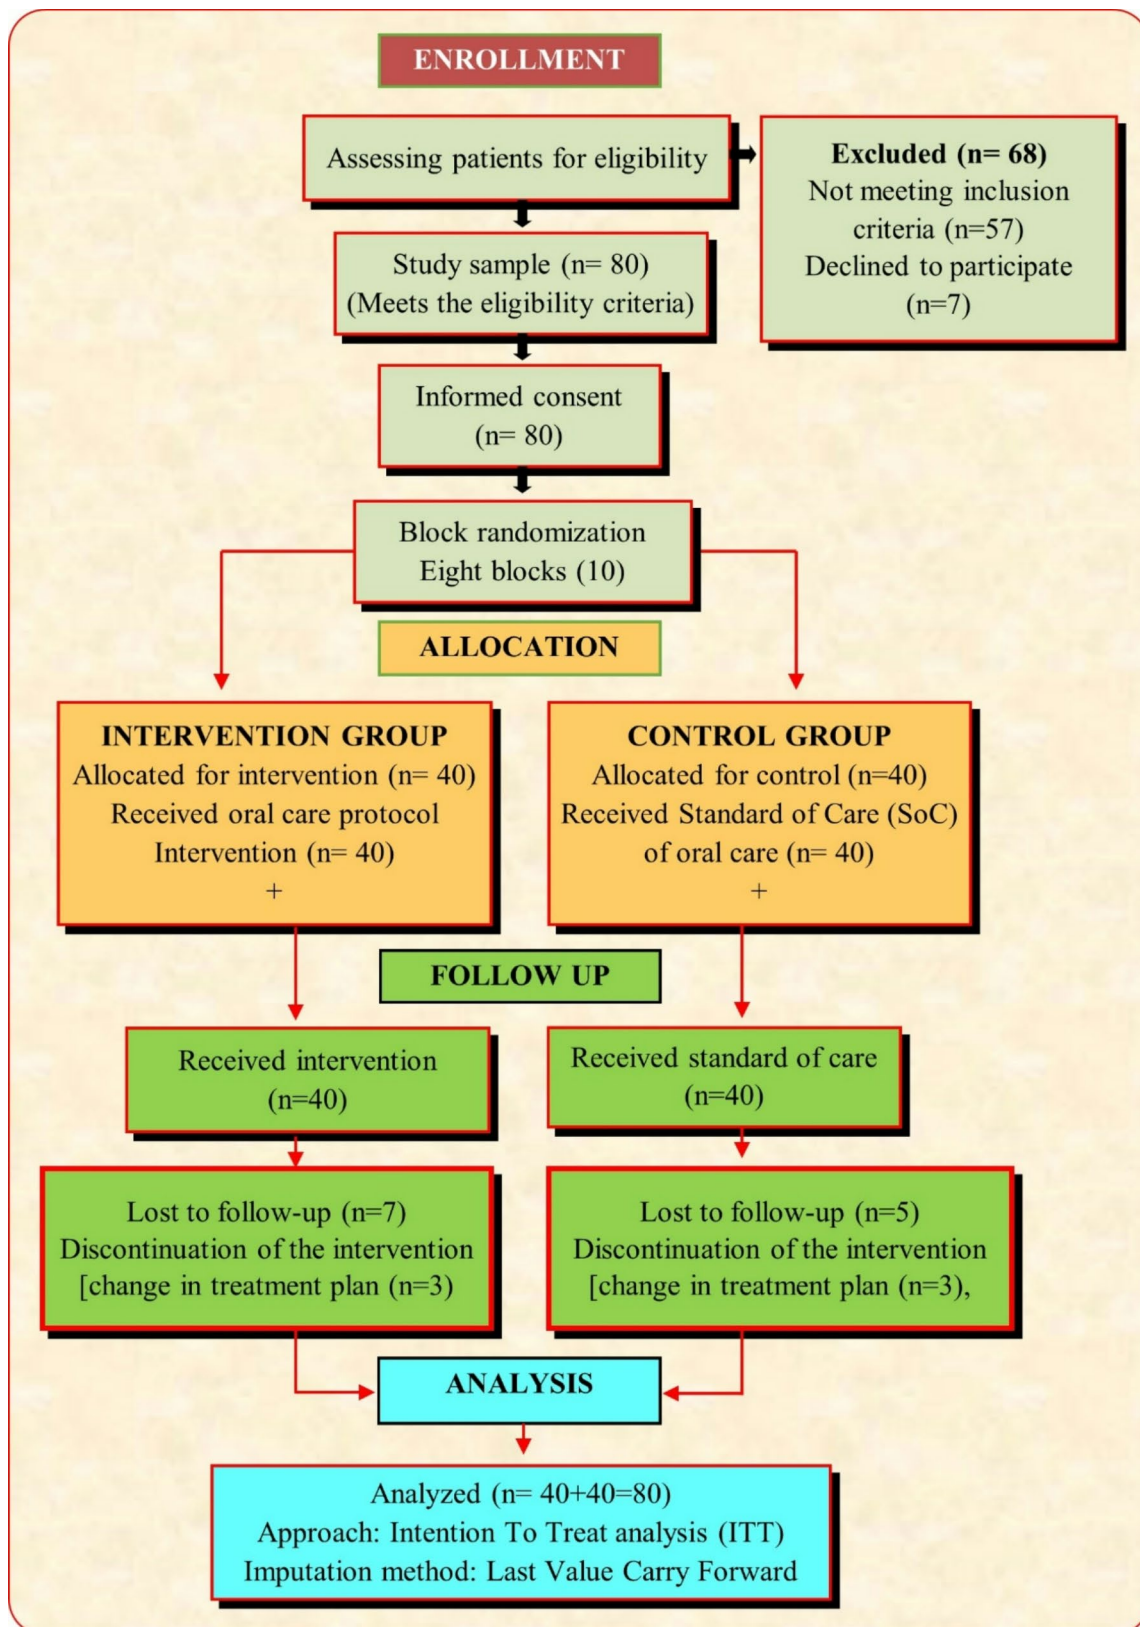 ENROLLMENT
Assessing patients for eligibility
Excluded (n= 68)
Not meeting inclusion
criteria (n=57)
Declined to participate
(n=7)
Study sample (n= 80)
(Meets the eligibility criteria)
Informed consent
(n= 80)
Block randomization
Eight blocks (10)
ALLOCATION
INTERVENTION GROUP
Allocated for intervention (n= 40)
Received oral care protocol
Intervention (n= 40)
+
CONTROL GROUP
Allocated for control (n=40)
Received Standard of Care (SoC)
of oral care (n= 40)
+
FOLLOW UP
Received intervention
(n=40)
Received standard of care
(n=40)
Lost to follow-up (n=7)
Discontinuation of the intervention
[change in treatment plan (n=3)
Lost to follow-up (n=5)
Discontinuation of the intervention
[change in treatment plan (n=3),
ANALYSIS
Analyzed (n= 40+40=80)
Approach: Intention To Treat analysis (ITT)
Imputation method: Last Value Carry Forward